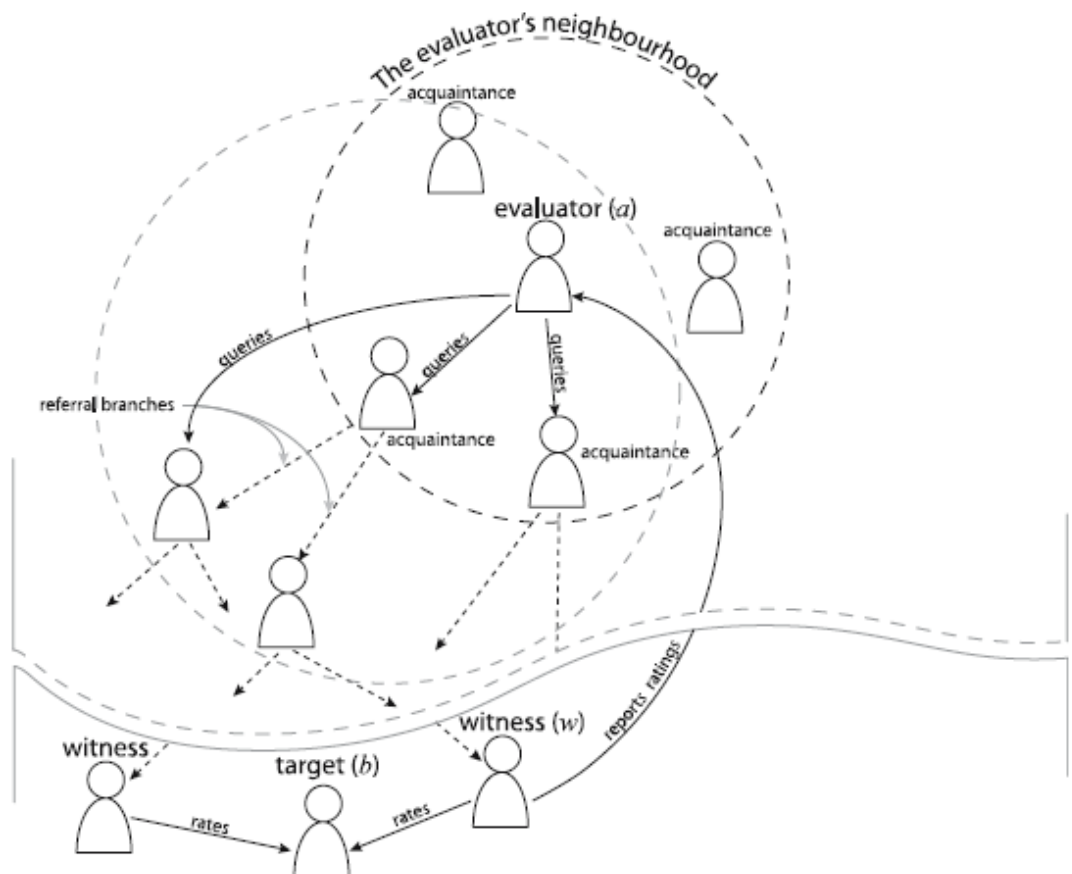 The evaluator's neighbourhood
acquaintance
evaluator (a)
acquaintance
queries
queries
queries
referral branches
acquaintance
acquaintance
reports ratings
witness (w)
witness
target (b)
rates
rates